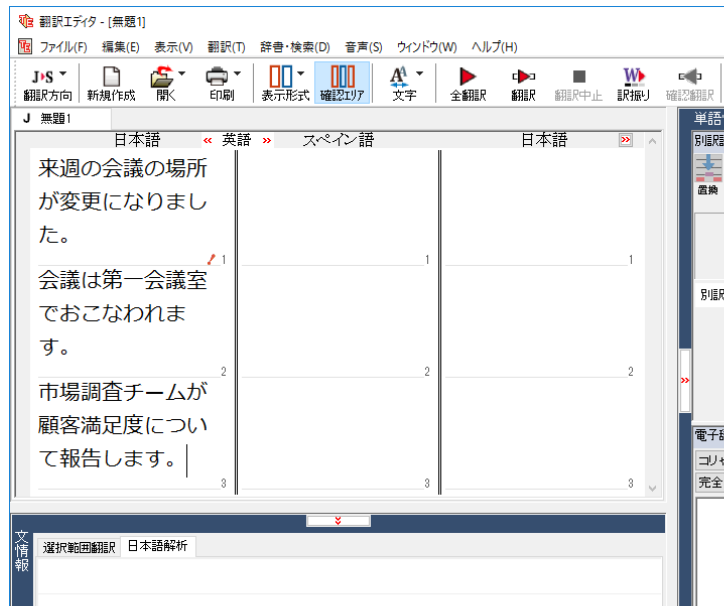 翻訳エディタ - [無題1]
ファイル(F) 編集(E) 表示(V) 翻訳(T) 辞書・検索(D) 音声(S) ウィンドウ(W) ヘルプ(H)
J▸S
翻訳方向 新規作成 開く 印刷 表示形式 確認エリア 文字 全翻訳 翻訳 翻訳中止 訳振り 確認翻訳
J 無題1
日本語 « 英語 » スペイン語 日本語 »
来週の会議の場所
が変更になりまし
た。
1 1 1
会議は第一会議室
でおこなわれま
す。
2 2 2
市場調査チームが
顧客満足度につい
て報告します。
3 3 3
文情報
選択範囲翻訳 日本語解析
単語
別訳
置換
別訳
電子
コリャ
完全